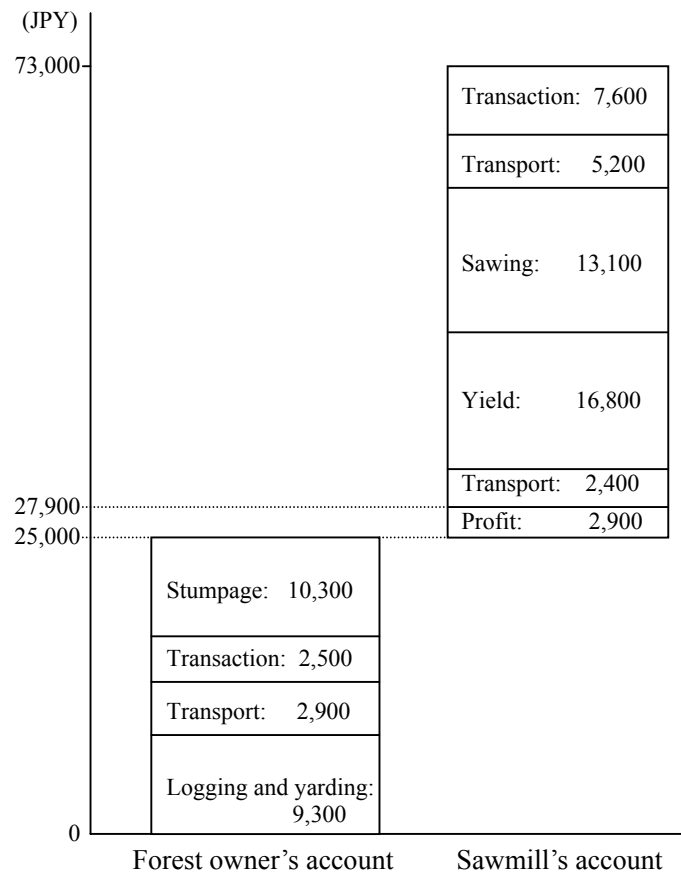 (JPY)
73,000
Transaction: 7,600
Transport: 5,200
Sawing: 13,100
Yield: 16,800
Transport: 2,400
27,900
Profit: 2,900
25,000
Stumpage: 10,300
Transaction: 2,500
Transport: 2,900
Logging and yarding:
9,300
0
Forest owner’s account
Sawmill’s account